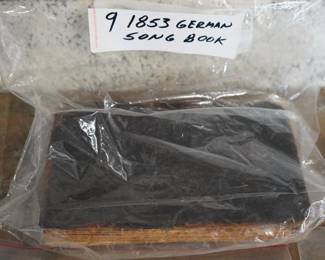 9 1853 GERMAN
SONG BOOK